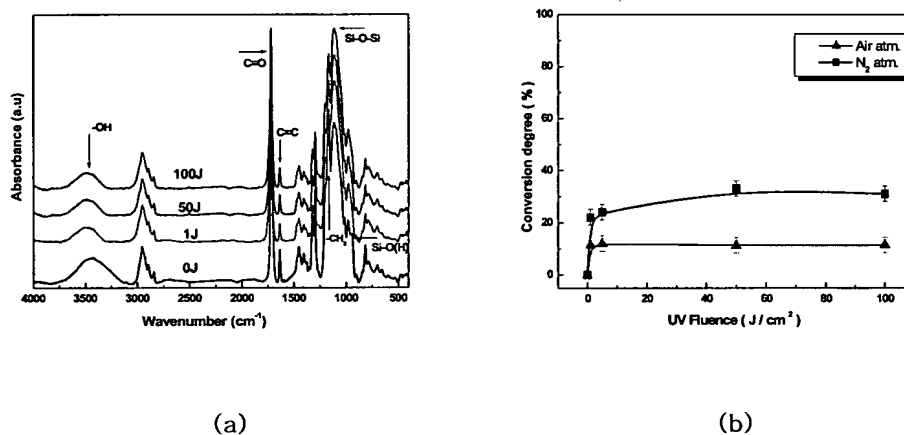 Absorbance (a.u)
-OH
C=O
C=C
Si-O-Si
-CH3
Si-O(H)
100J
50J
1J
0J
4000 3500 3000 2500 2000 1500 1000 500
Wavenumber (cm-1)
(a)
Conversion degree ( % )
100
80
60
40
20
0
Air atm.
N2 atm.
0 20 40 60 80 100
UV Fluence ( J / cm2 )
(b)